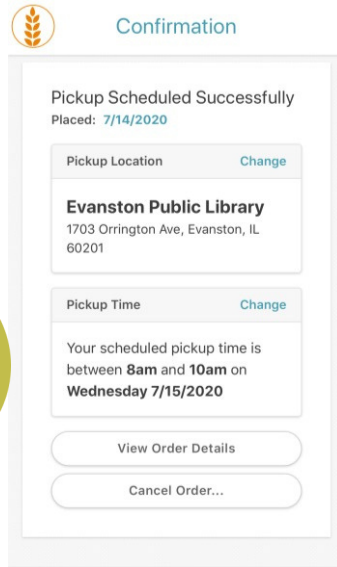 Confirmation
Pickup Scheduled Successfully
Placed: 7/14/2020
Pickup Location Change
Evanston Public Library
1703 Orrington Ave, Evanston, IL
60201
Pickup Time Change
Your scheduled pickup time is
between 8am and 10am on
Wednesday 7/15/2020
View Order Details
Cancel Order...